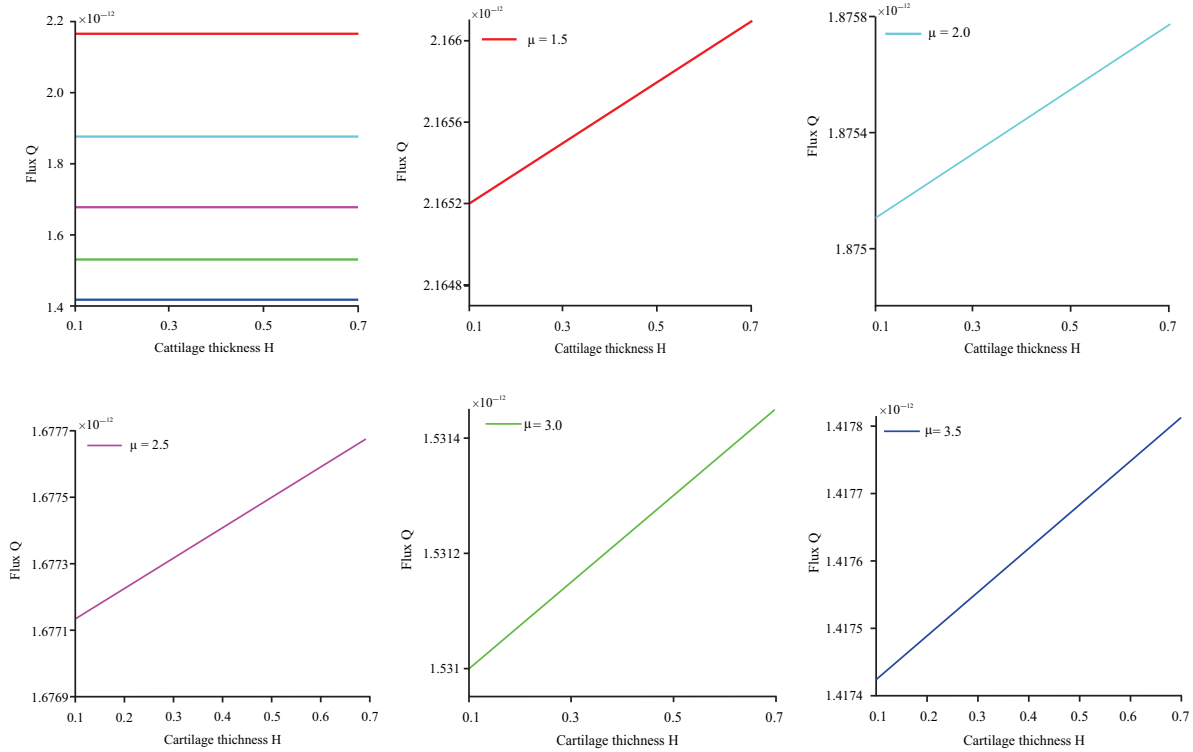 ×10⁻¹²
2.2
2.0
1.8
1.6
1.4
0.1 0.3 0.5 0.7
Flux Q
Cattilage thickness H
×10⁻¹²
μ = 1.5
2.166
2.1656
2.1652
2.1648
0.1 0.3 0.5 0.7
Flux Q
Cattilage thickness H
×10⁻¹²
μ = 2.0
1.8758
1.8754
1.875
0.1 0.3 0.5 0.7
Flux Q
Cattilage thickness H
×10⁻¹²
μ = 2.5
1.6777
1.6775
1.6773
1.6771
1.6769
0.1 0.2 0.3 0.4 0.5 0.6 0.7
Flux Q
Cartilage thickness H
×10⁻¹²
μ = 3.0
1.5314
1.5312
1.531
0.1 0.3 0.5 0.7
Flux Q
Cartilage thickness H
×10⁻¹²
μ= 3.5
1.4178
1.4177
1.4176
1.4175
1.4174
0.1 0.2 0.3 0.4 0.5 0.6 0.7
Flux Q
Cartilage thickness H